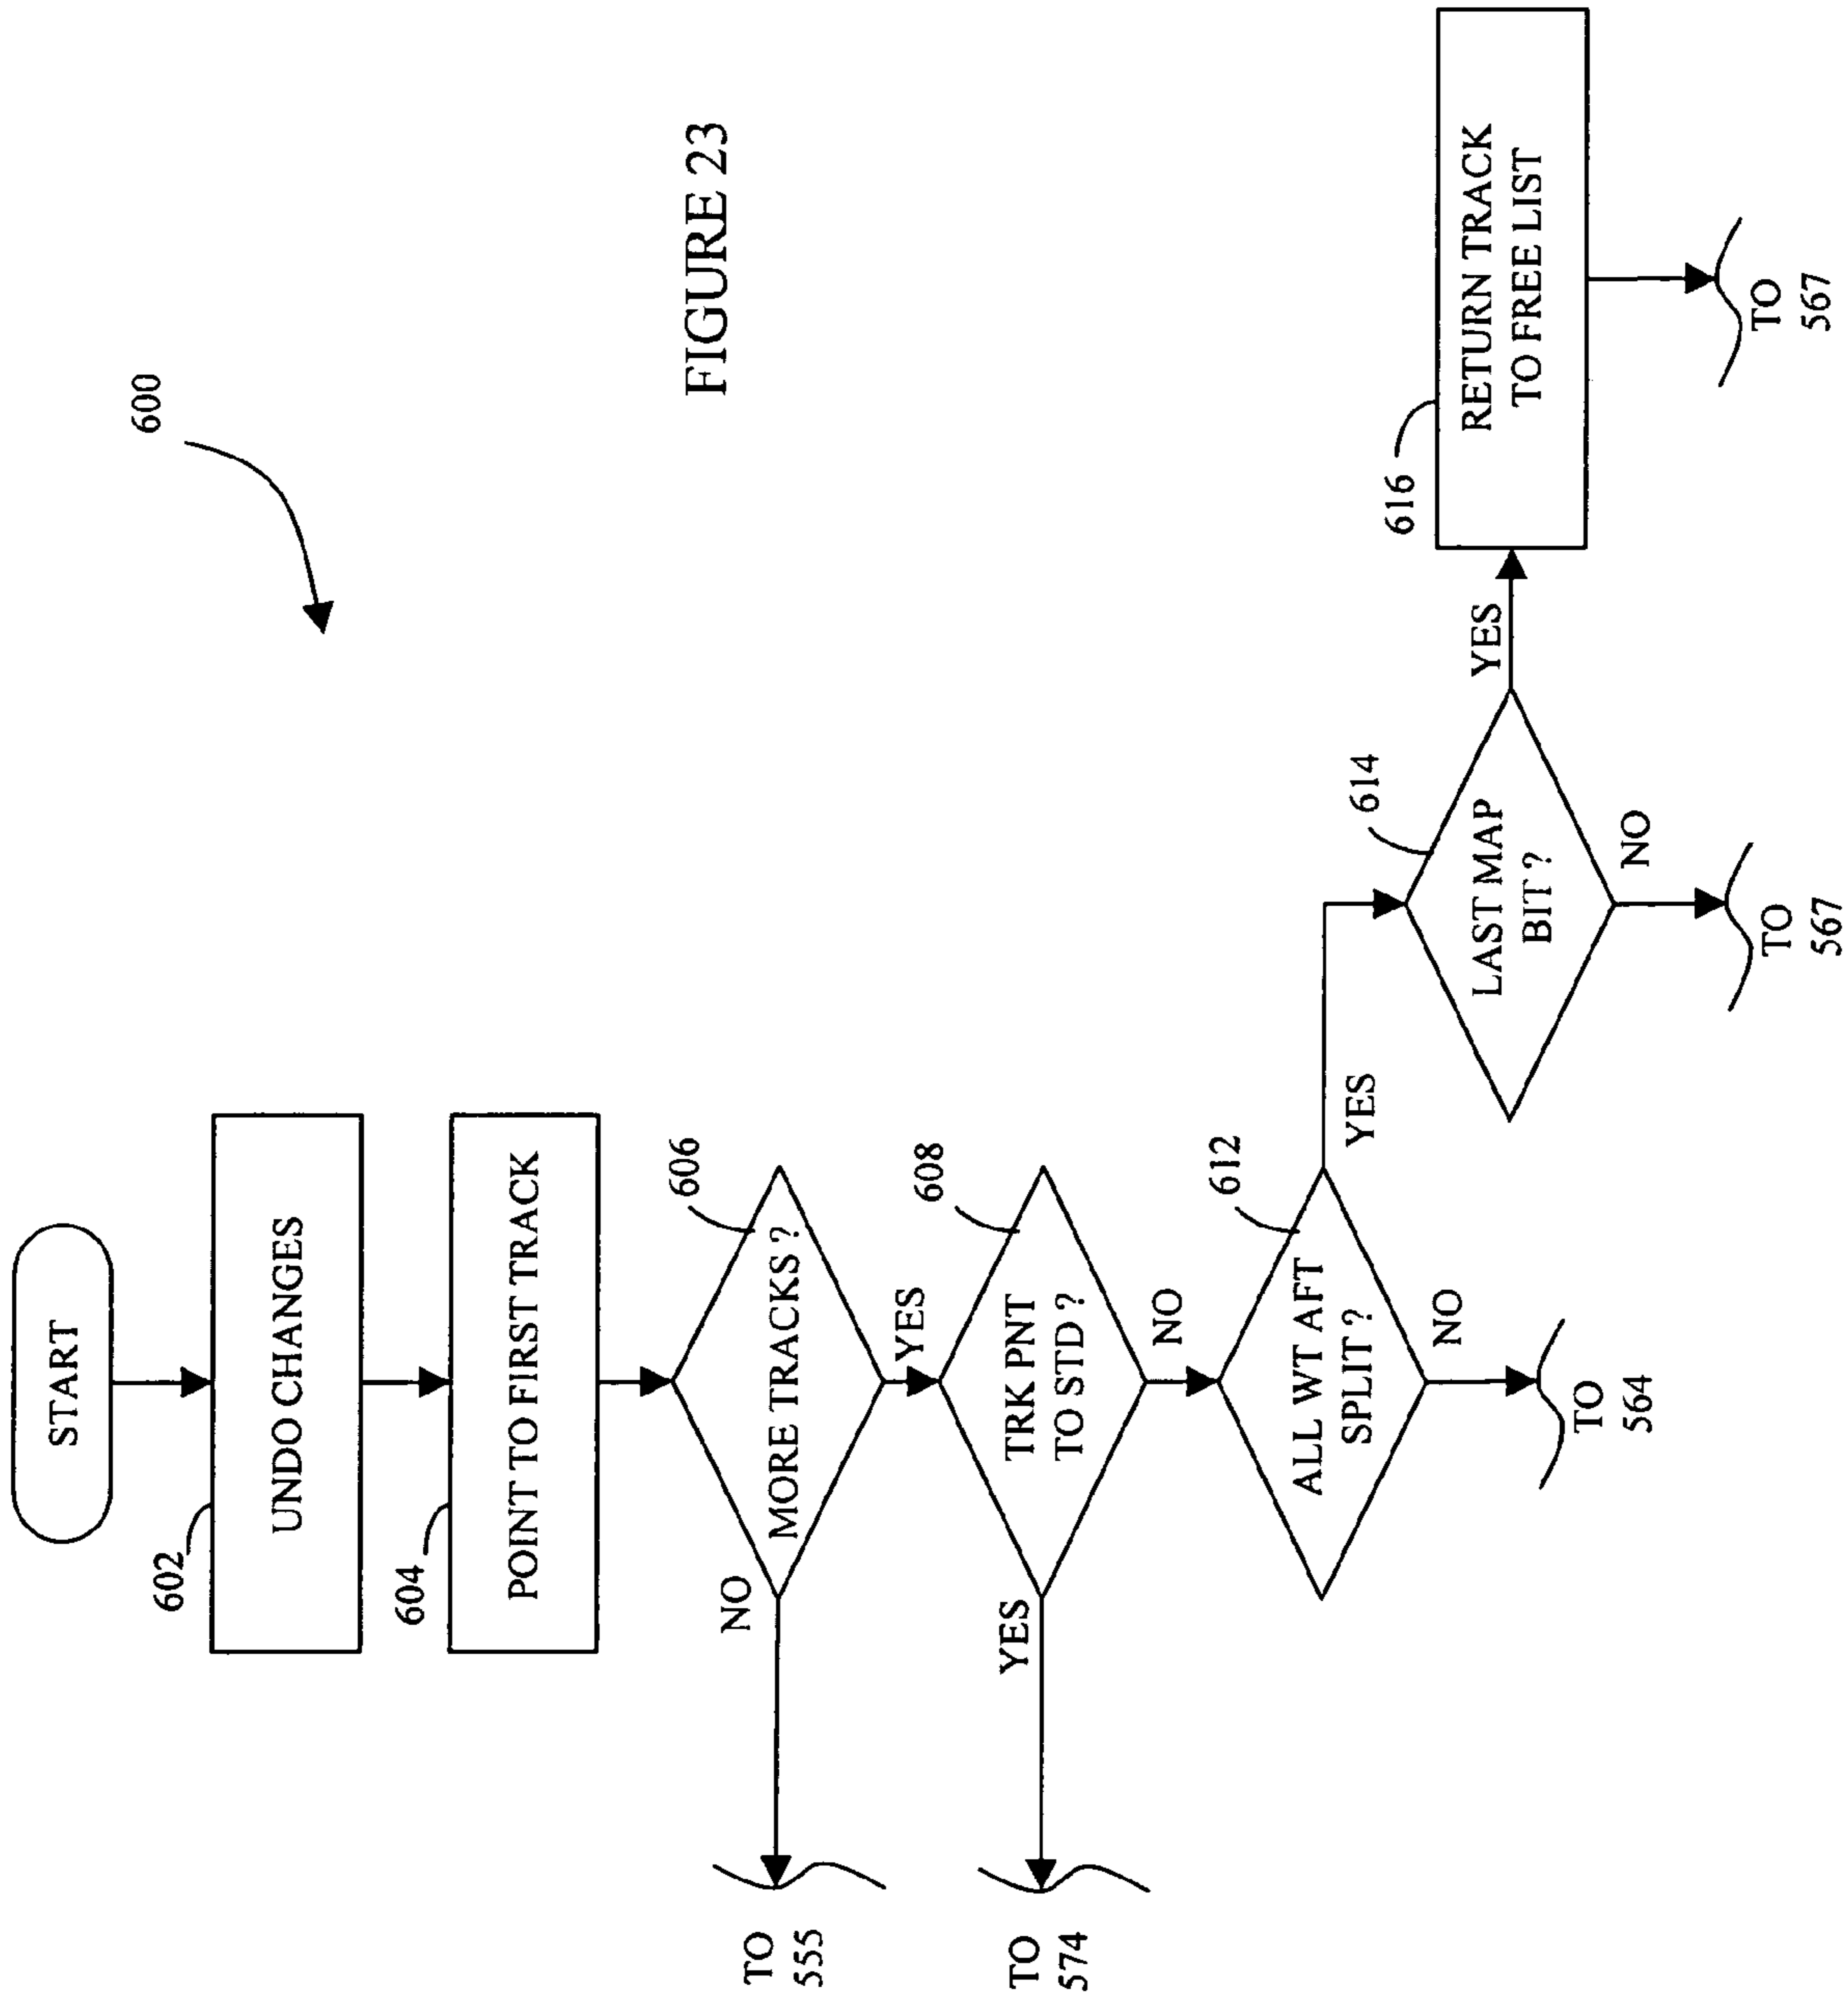 600
START
602
UNDO CHANGES
604
POINT TO FIRST TRACK
FIGURE 23
606
MORE TRACKS ?
NO
TO
555
YES
608
TRK PNT
TO STD ?
YES
TO
574
NO
612
ALL WT AFT
SPLIT ?
NO
TO
564
YES
614
LAST MAP
BIT ?
NO
TO
567
YES
616
RETURN TRACK
TO FREE LIST
TO
567